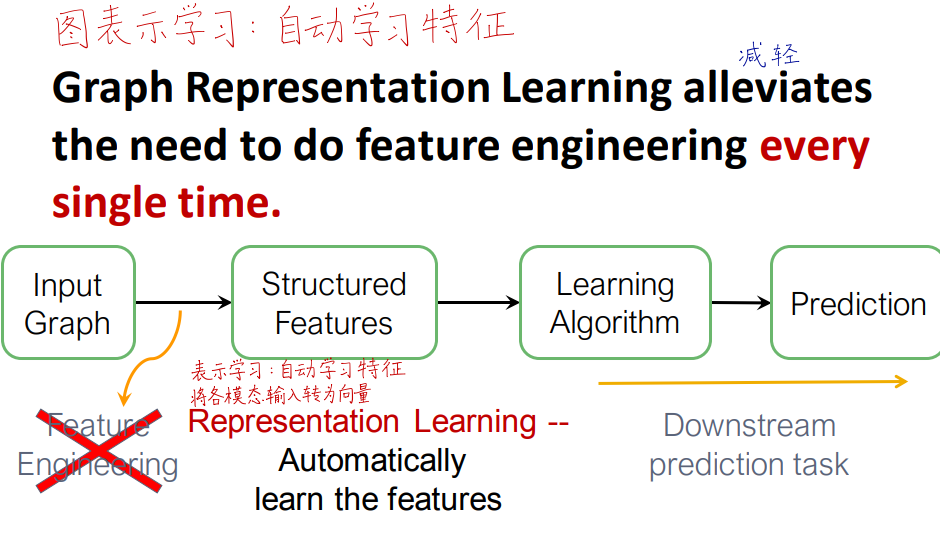 图表示学习：自动学习特征
减轻
Graph Representation Learning alleviates
the need to do feature engineering every
single time.
Input
Graph
Structured
Features
Learning
Algorithm
Prediction
表示学习：自动学习特征
将各模态输入转为向量
Feature
Engineering
Representation Learning --
Automatically
learn the features
Downstream
prediction task